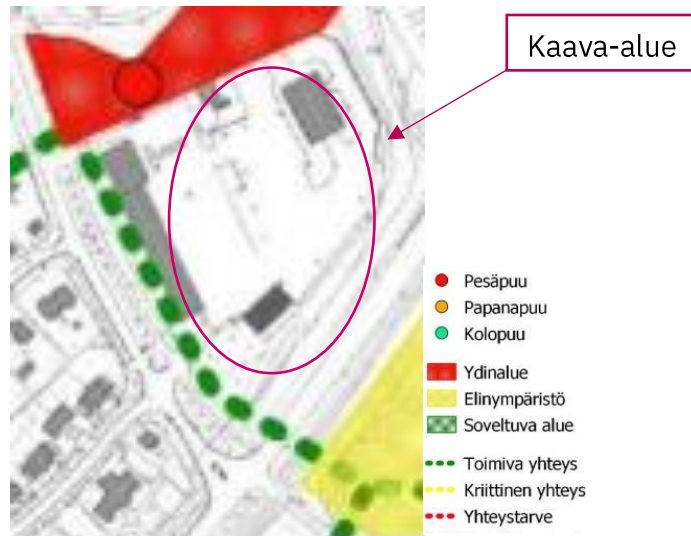 Kaava-alue
Pesäpuu
Papanapuu
Kolopuu
Ydinalue
Elinympäristö
Soveltuva alue
Toimiva yhteys
Kriittinen yhteys
Yhteystarve